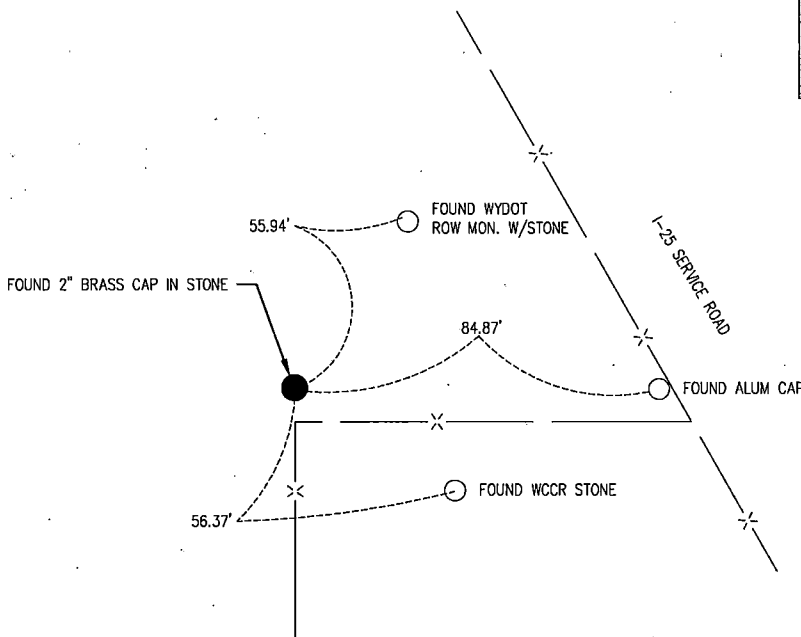 FOUND WYDOT
ROW MON. W/STONE
55.94'
I-25 SERVICE ROAD
FOUND 2" BRASS CAP IN STONE
84.87'
FOUND ALUM CAP
FOUND WCCR STONE
56.37'